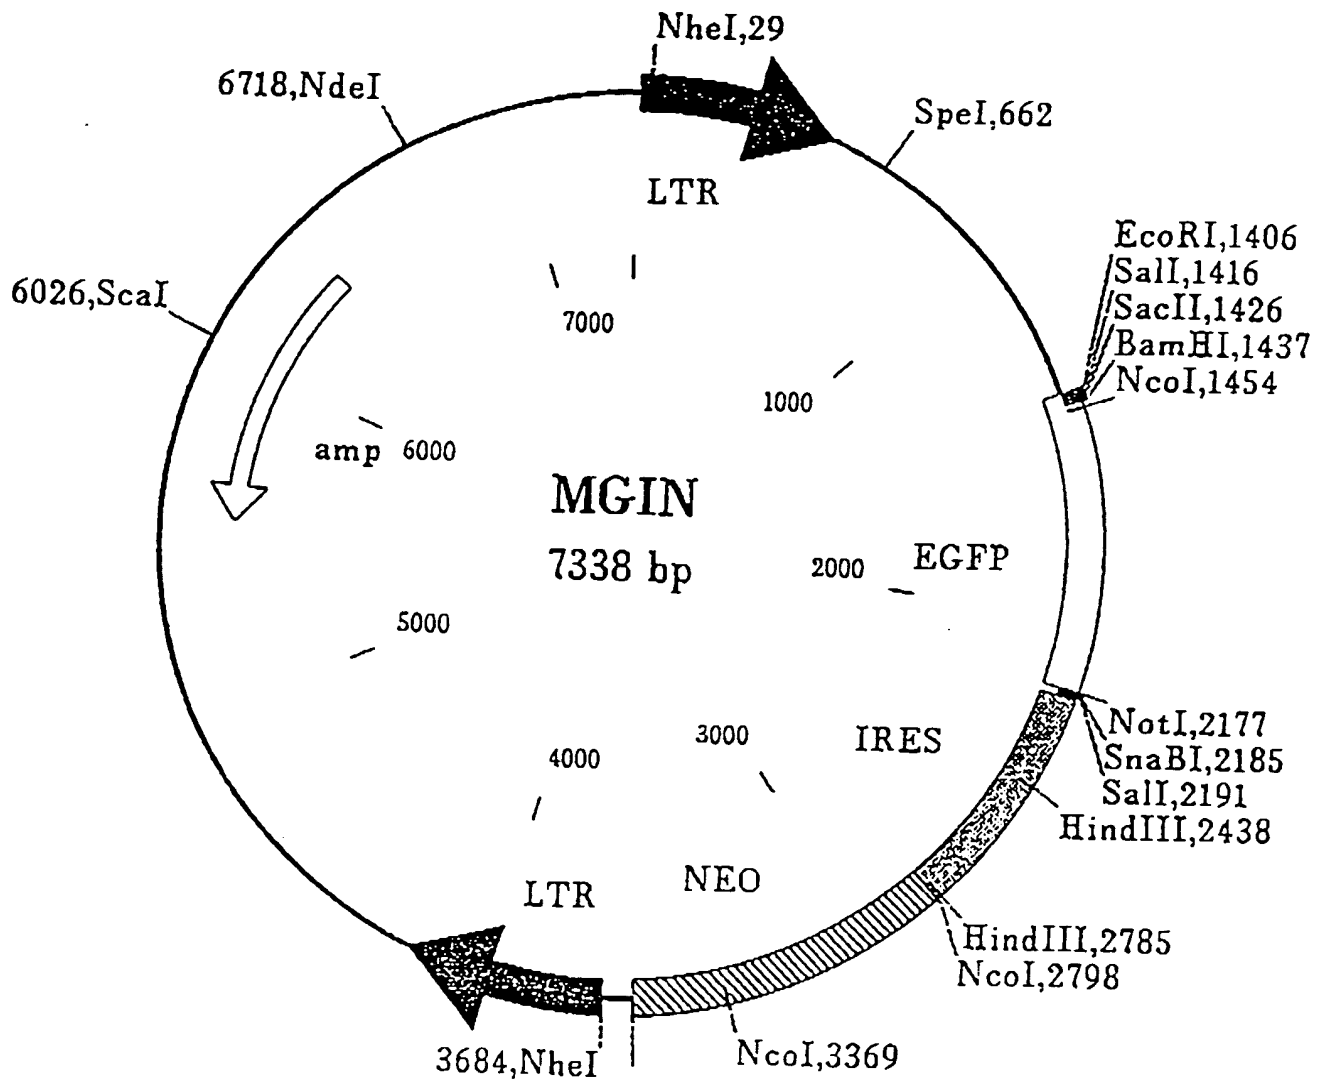 NheI,29
6718,NdeI
SpeI,662
LTR
EcoRI,1406
SalI,1416
SacII,1426
BamHI,1437
NcoI,1454
6026,ScaI
7000
1000
amp 6000
MGIN
7338 bp
2000
EGFP
5000
NotI,2177
SnaBI,2185
SalI,2191
HindIII,2438
3000
IRES
4000
NEO
LTR
HindIII,2785
NcoI,2798
3684,NheI
NcoI,3369